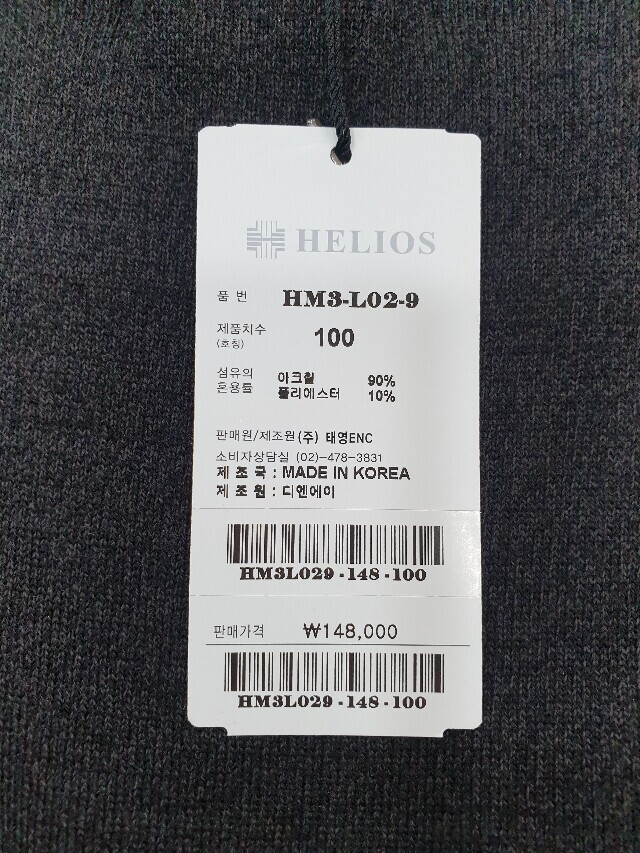 HELIOS
품 번 HM3-L02-9
제품치수 100
(호칭)
섬유의 아크릴 90%
혼용률 폴리에스터 10%
판매원/제조원 (주) 태영ENC
소비자상담실 (02)-478-3831
제 조 국 : MADE IN KOREA
제 조 원 : 디엔에이
HM3L029-148-100
판매가격 ₩148,000
HM3L029-148-100